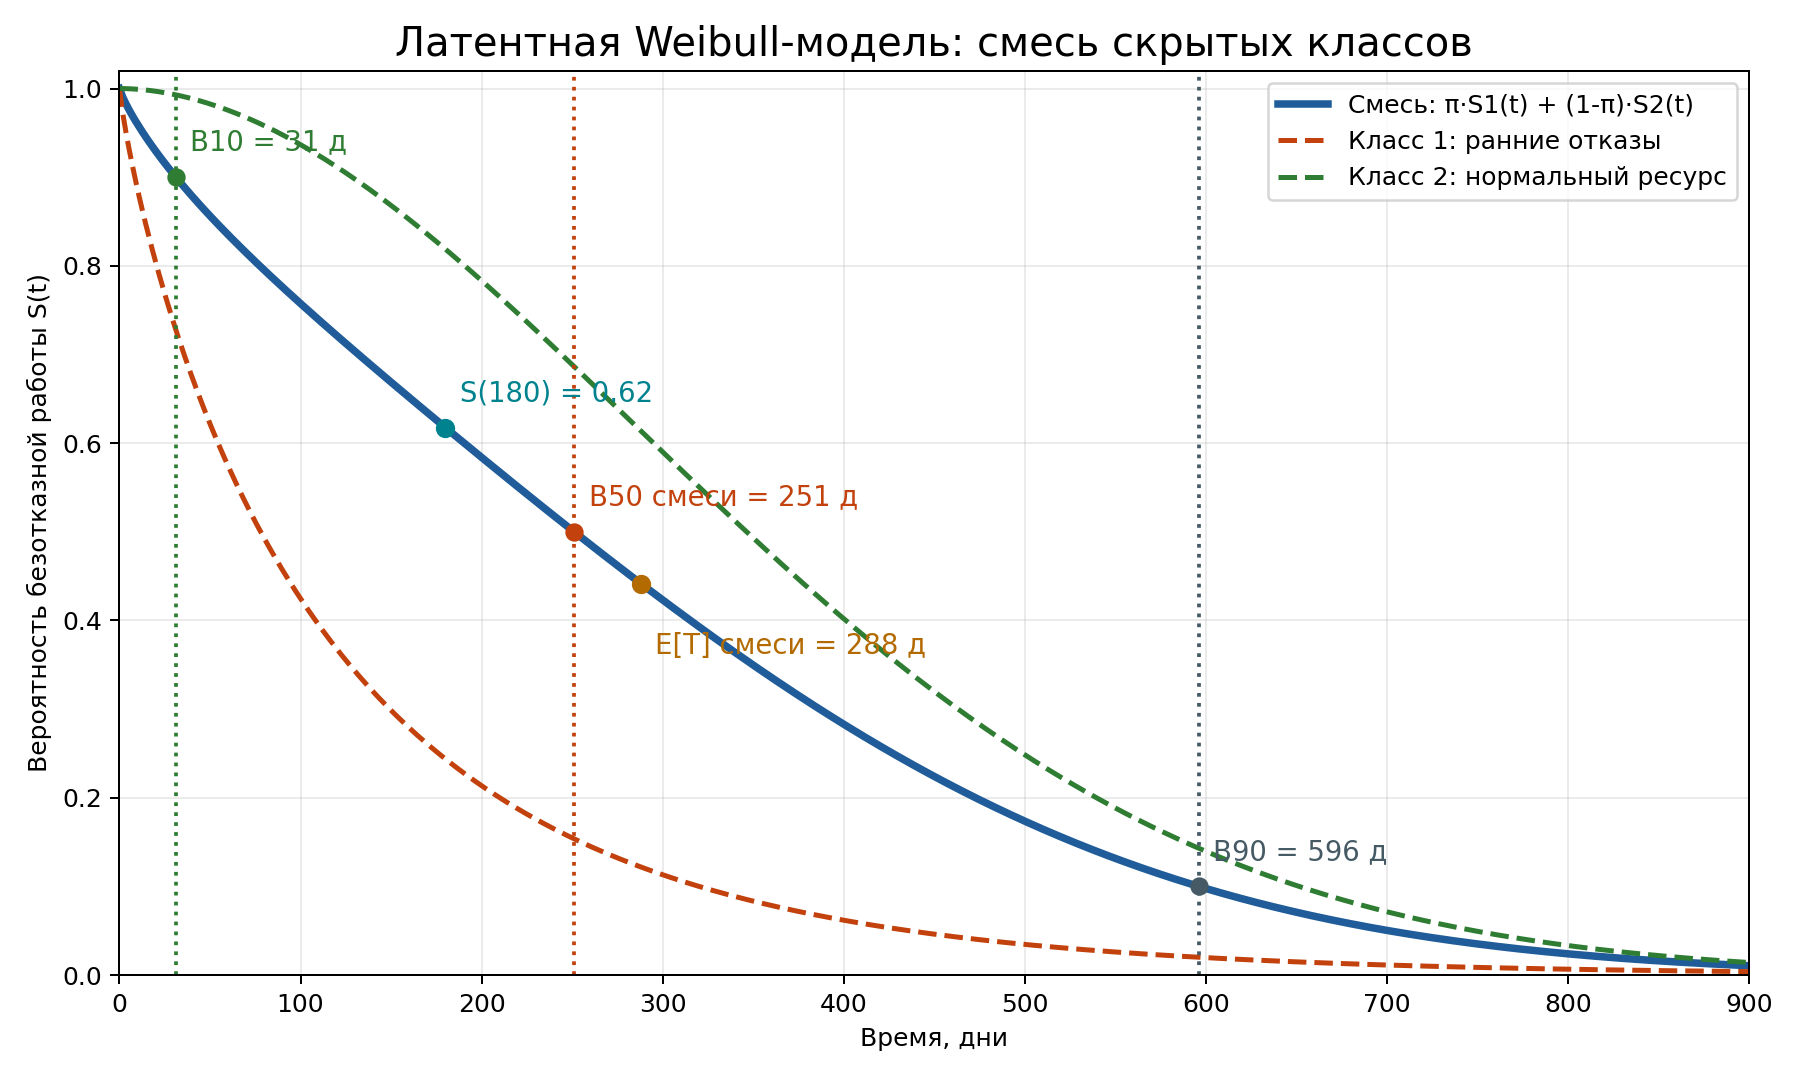 Латентная Weibull-модель: смесь скрытых классов
Смесь: π·S1(t) + (1-π)·S2(t)
Класс 1: ранние отказы
Класс 2: нормальный ресурс
B10 = 31 д
S(180) = 0.62
B50 смеси = 251 д
E[T] смеси = 288 д
B90 = 596 д
Вероятность безотказной работы S(t)
1.0
0.8
0.6
0.4
0.2
0.0
0 100 200 300 400 500 600 700 800 900
Время, дни